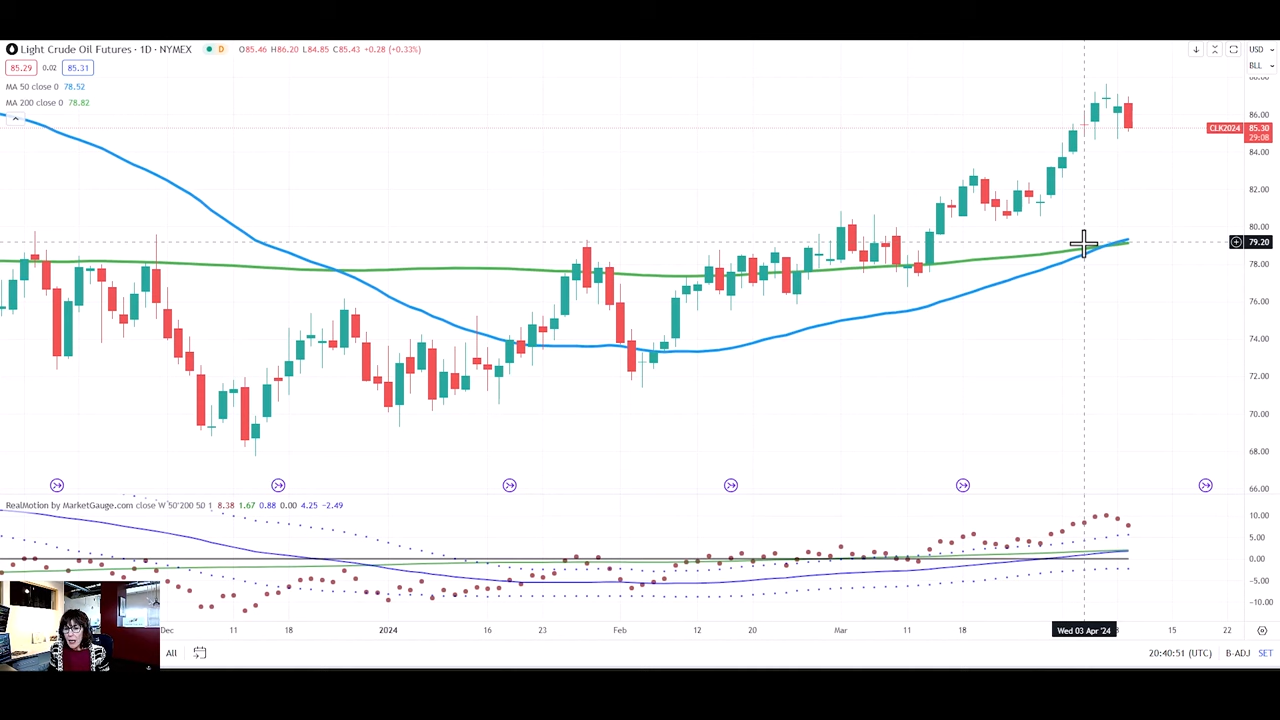 Light Crude Oil Futures · 1D · NYMEX D O85.46 H86.20 L84.85 C85.43 +0.28 (+0.33%)
USD
85.29 0.02 85.31
BLL
MA 50 close 0 78.52
MA 200 close 0 78.82
88.00
86.00
CLK2024 85.30
29:08
84.00
82.00
80.00
79.20
78.00
76.00
74.00
72.00
70.00
68.00
66.00
RealMotion by MarketGauge.com close W 50 200 50 1 8.38 1.67 0.88 0.00 4.25 −2.49
10.00
5.00
0.00
−5.00
−10.00
Dec 11 18 2024 16 23 Feb 12 20 Mar 11 18 Wed 03 Apr '24 15 22
All 20:40:51 (UTC) B-ADJ SET